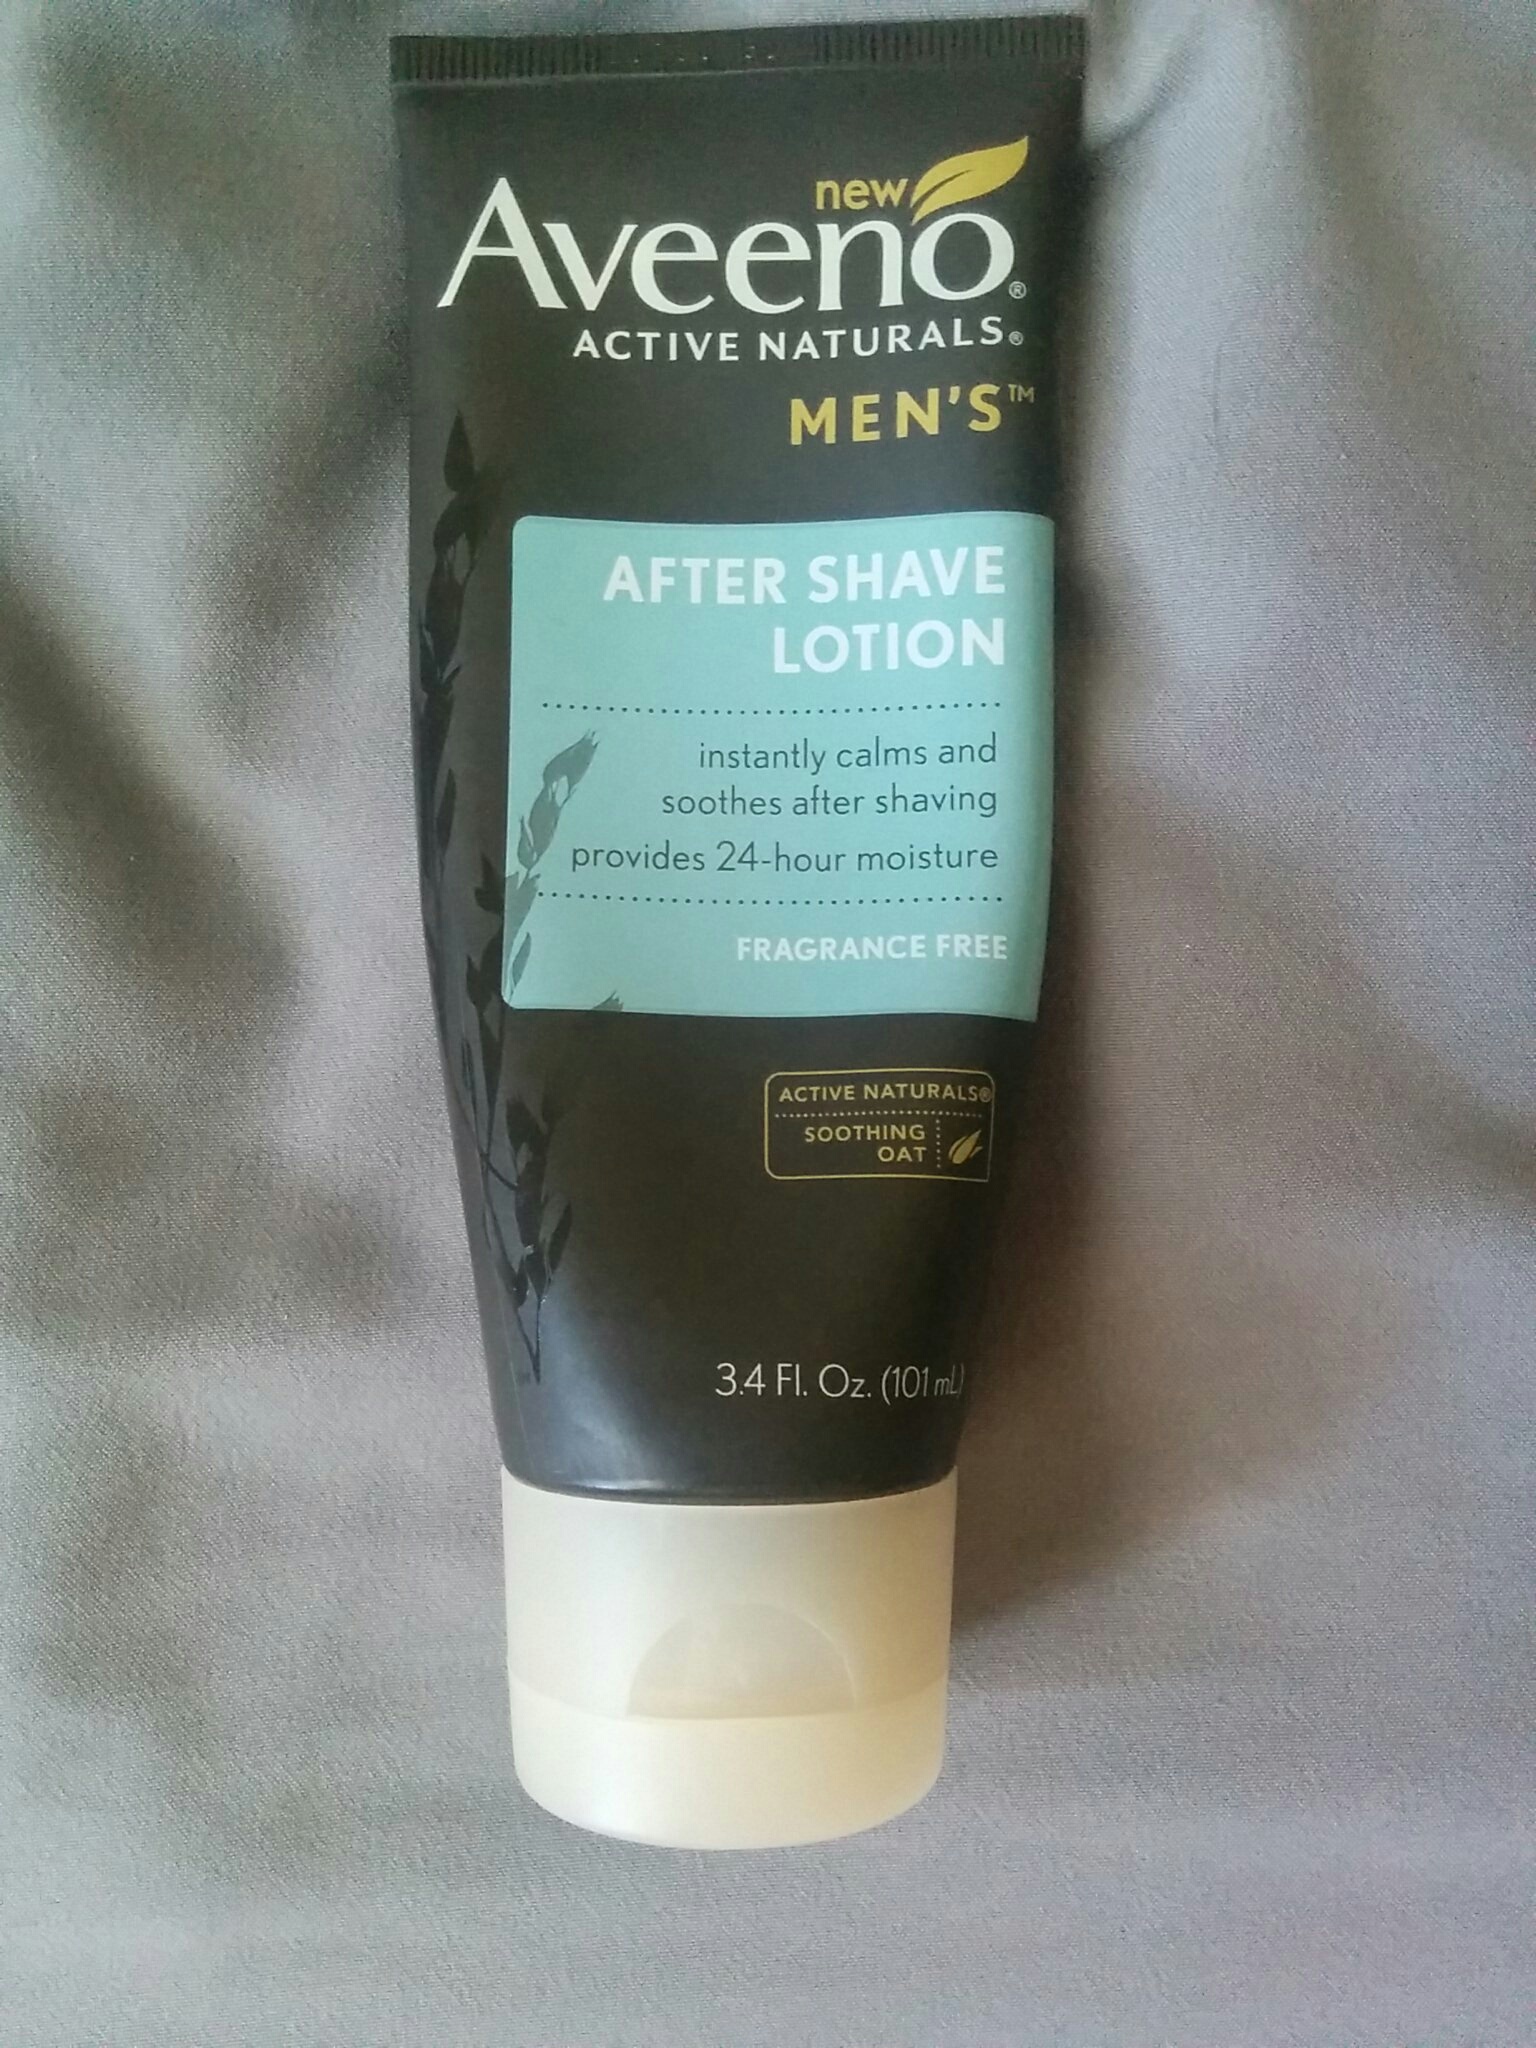 new
AVEENO®
ACTIVE NATURALS®
MEN'S™
AFTER SHAVE
LOTION
instantly calms and
soothes after shaving
provides 24-hour moisture
FRAGRANCE FREE
ACTIVE NATURALS®
SOOTHING
OAT
3.4 Fl. Oz. (101 mL)